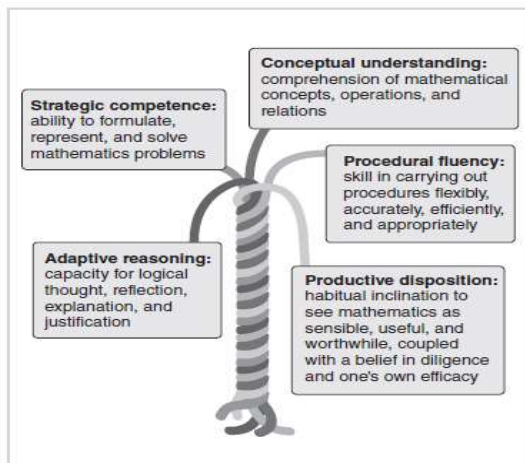 Conceptual understanding:
comprehension of mathematical
concepts, operations, and
relations
Strategic competence:
ability to formulate,
represent, and solve
mathematics problems
Procedural fluency:
skill in carrying out
procedures flexibly,
accurately, efficiently,
and appropriately
Adaptive reasoning:
capacity for logical
thought, reflection,
explanation, and
justification
Productive disposition:
habitual inclination to
see mathematics as
sensible, useful, and
worthwhile, coupled
with a belief in diligence
and one's own efficacy